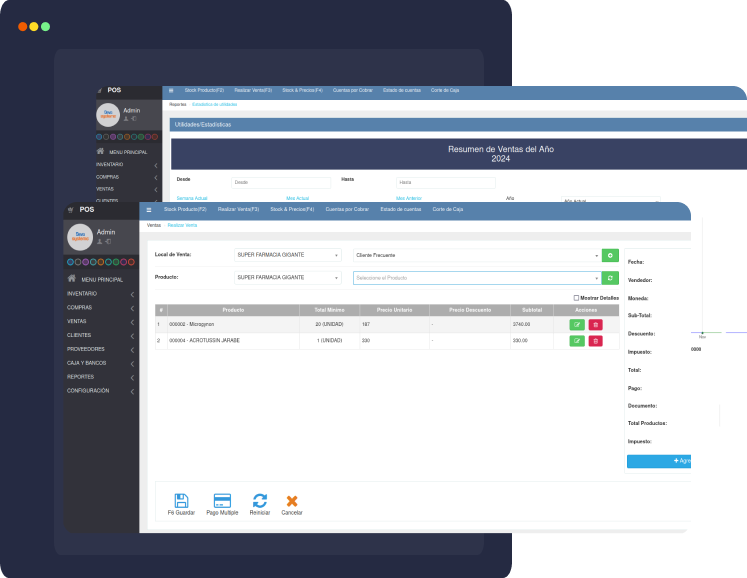 POS
Stock Producto(F2) Realizar Venta(F3) Stock & Precios(F4) Cuentas por Cobrar Estado de cuentas Corte de Caja
Reportes Estadística de utilidades
Admin
Utilidades/Estadísticas
MENU PRINCIPAL
Resumen de Ventas del Año
2024
INVENTARIO
COMPRAS
VENTAS
CLIENTES
Desde Desde Hasta Hasta
Semana Actual Mes Actual Mes Anterior Año Año Actual
POS
Stock Producto(F2) Realizar Venta(F3) Stock & Precios(F4) Cuentas por Cobrar Estado de cuentas Corte de Caja
Ventas Realizar Venta
Admin
MENU PRINCIPAL
INVENTARIO
COMPRAS
VENTAS
CLIENTES
PROVEEDORES
CAJA Y BANCOS
REPORTES
CONFIGURACIÓN
Local de Venta: SUPER FARMACIA GIGANTE Cliente Frecuente
Producto: SUPER FARMACIA GIGANTE Seleccione el Producto
Mostrar Detalles
# Producto Total Mínimo Precio Unitario Precio Descuento Subtotal Acciones
1 000002 - Microgynon 20 (UNIDAD) 187 - 3740.00
2 000004 - ACROTUSSIN JARABE 1 (UNIDAD) 330 - 330.00
Fecha:
Vendedor:
Moneda:
Sub-Total:
Descuento:
Impuesto:
Total:
Pago:
Documento:
Total Productos:
Impuesto:
+ Agre
Nov
F6 Guardar Pago Multiple Reiniciar Cancelar